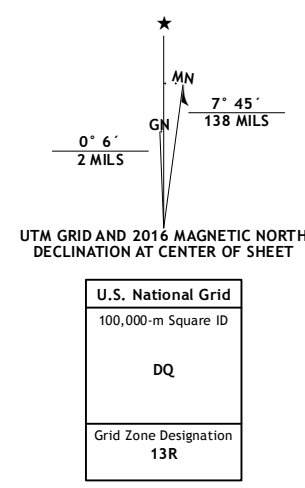 ★
MN
GN
7° 45´
138 MILS
0° 6´
2 MILS
UTM GRID AND 2016 MAGNETIC NORTH
DECLINATION AT CENTER OF SHEET
U.S. National Grid
100,000-m Square ID
DQ
Grid Zone Designation
13R